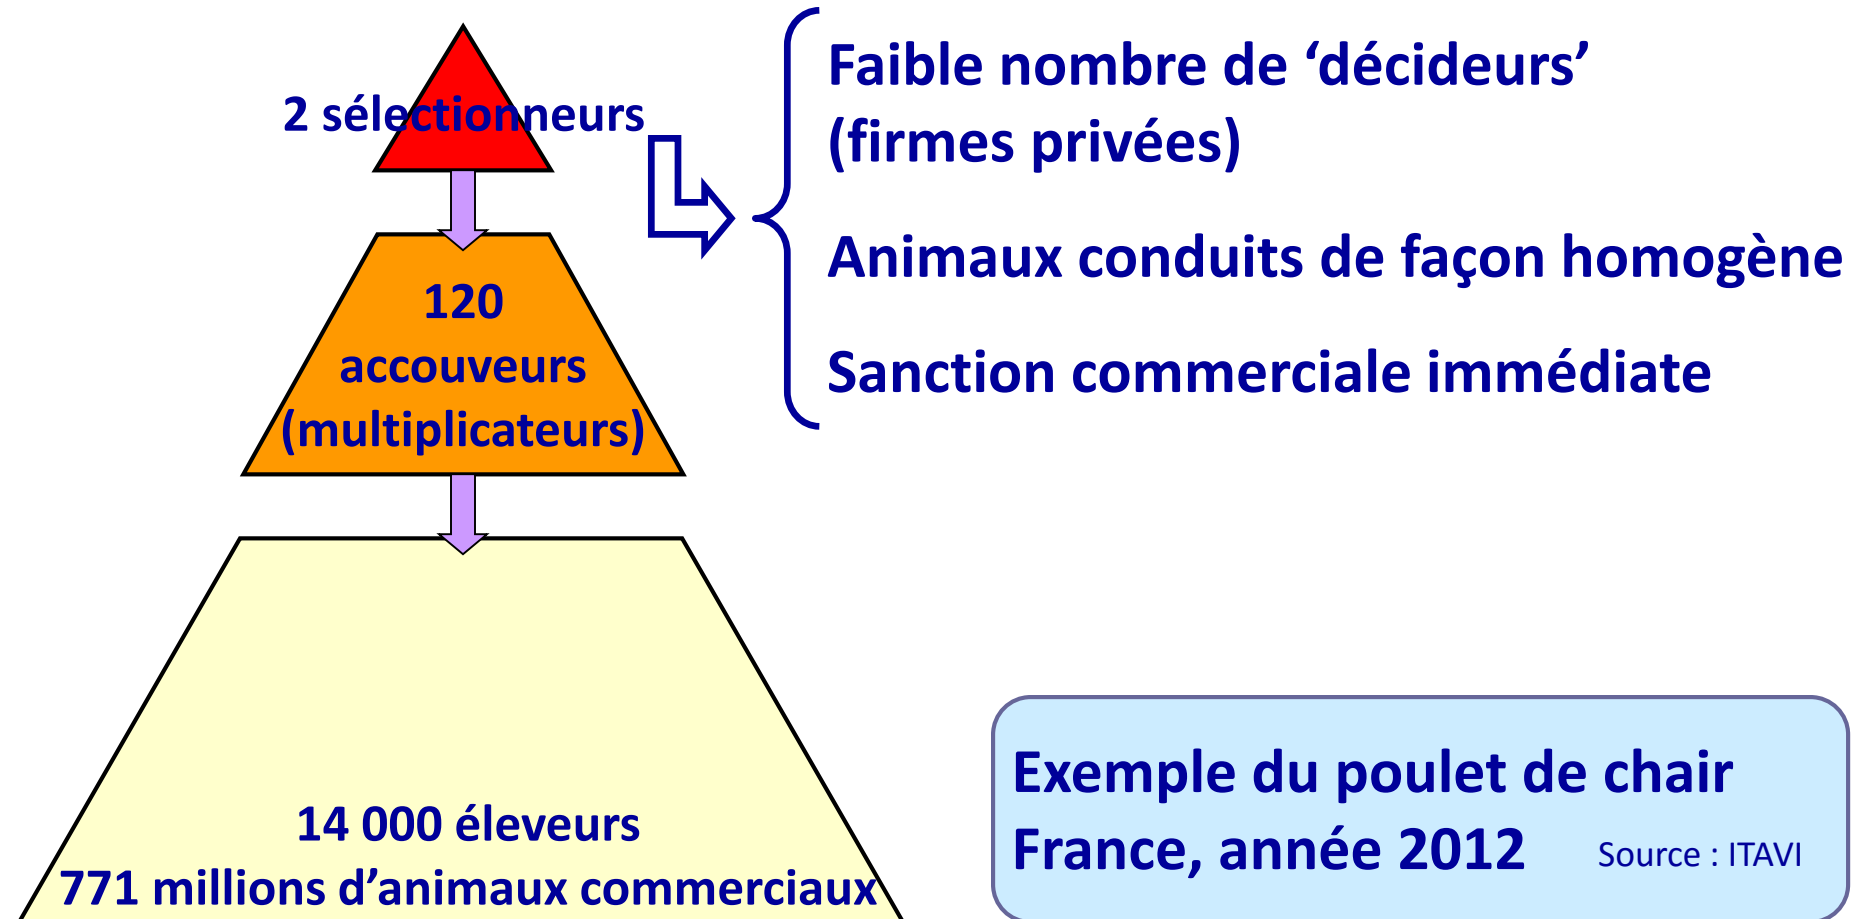 2 sélectionneurs
120
accouveurs
(multiplicateurs)
14 000 éleveurs
771 millions d’animaux commerciaux
Faible nombre de ‘décideurs’
(firmes privées)
Animaux conduits de façon homogène
Sanction commerciale immédiate
Exemple du poulet de chair
France, année 2012 Source : ITAVI